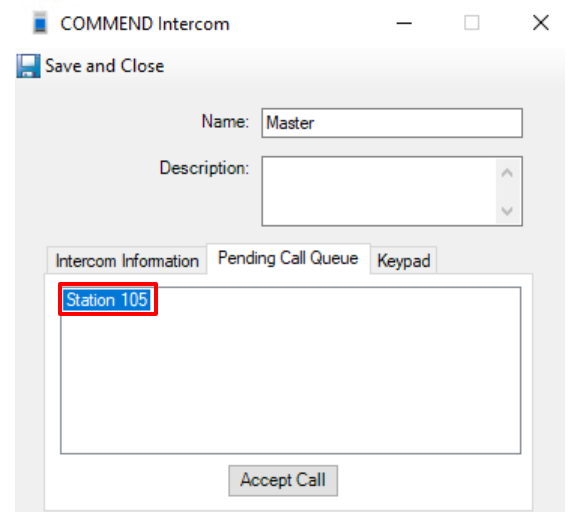 COMMEND Intercom
Save and Close
Name: Master
Description:
Intercom Information Pending Call Queue Keypad
Station 105
Accept Call